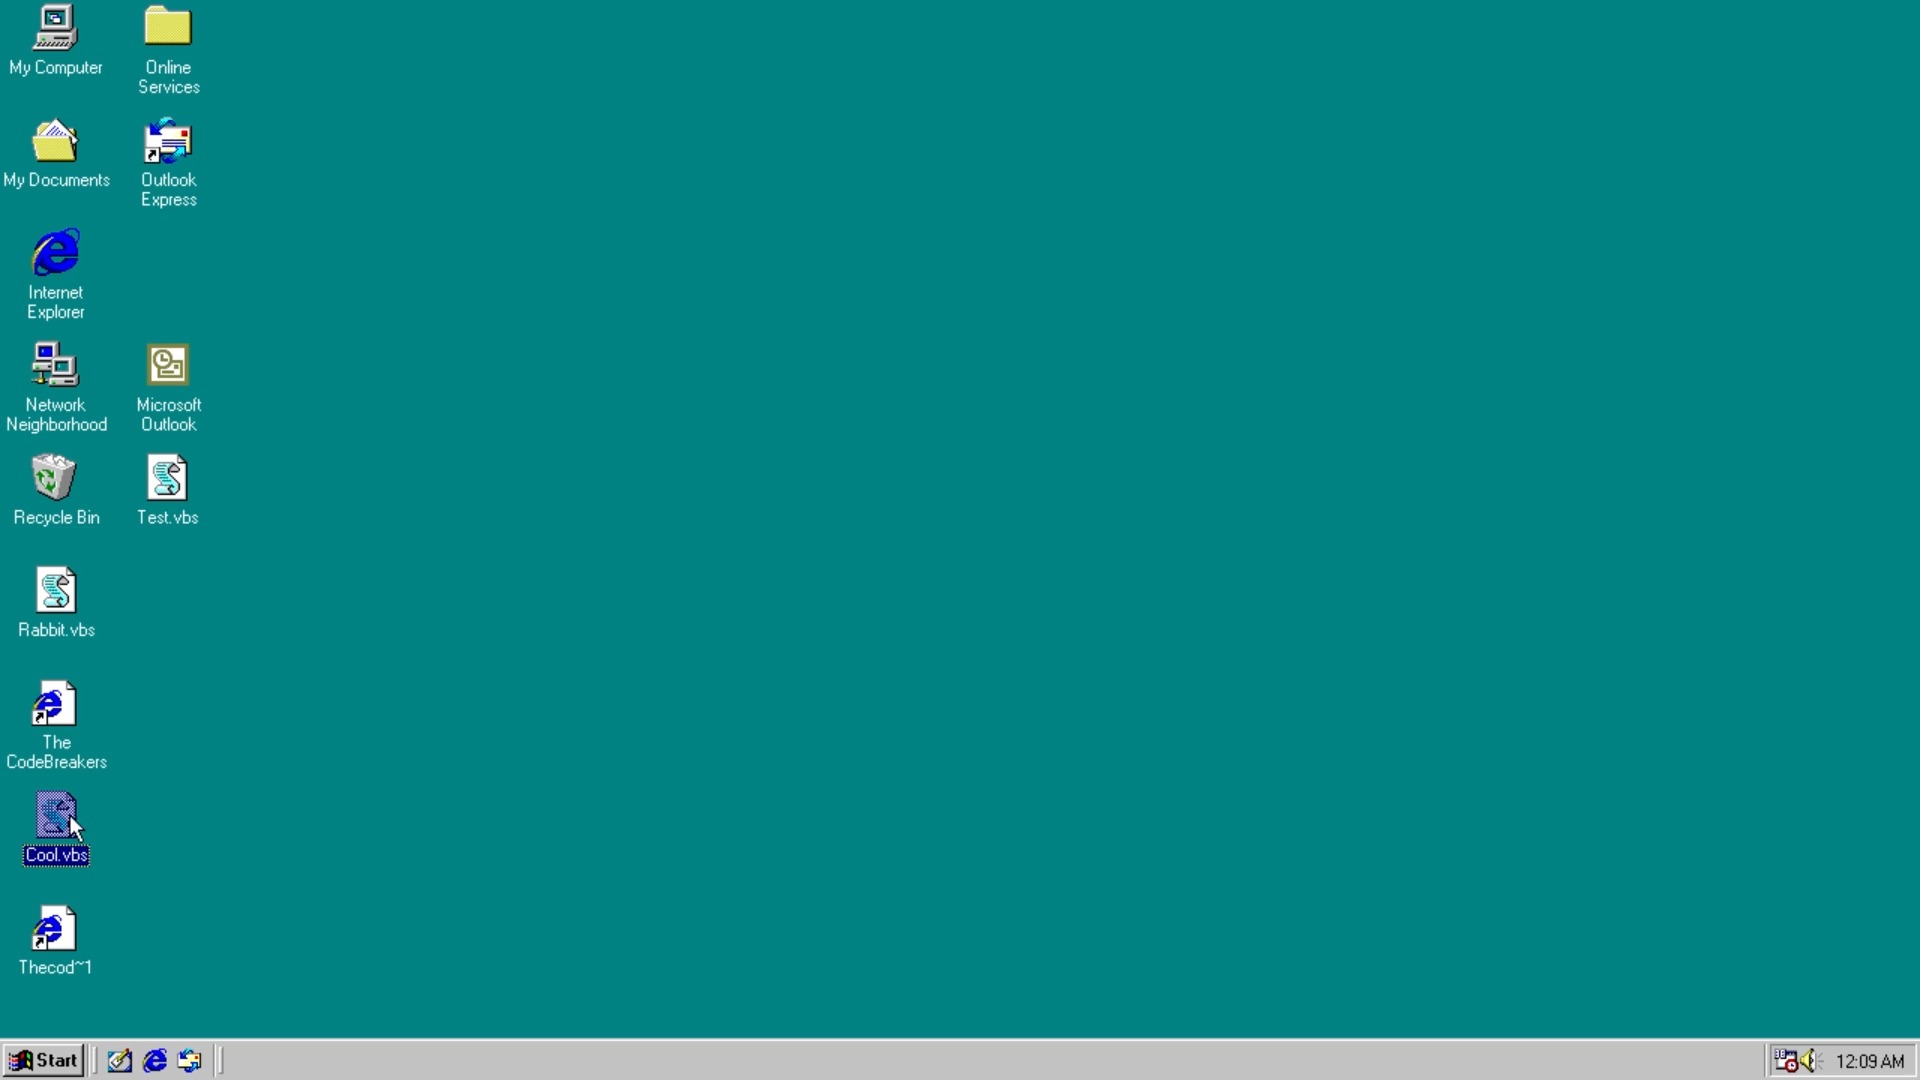 My Computer
Online
Services
My Documents
Outlook
Express
Internet
Explorer
Network
Neighborhood
Microsoft
Outlook
Recycle Bin
Test.vbs
Rabbit.vbs
The
CodeBreakers
Cool.vbs
Thecod~1
Start
12:09 AM